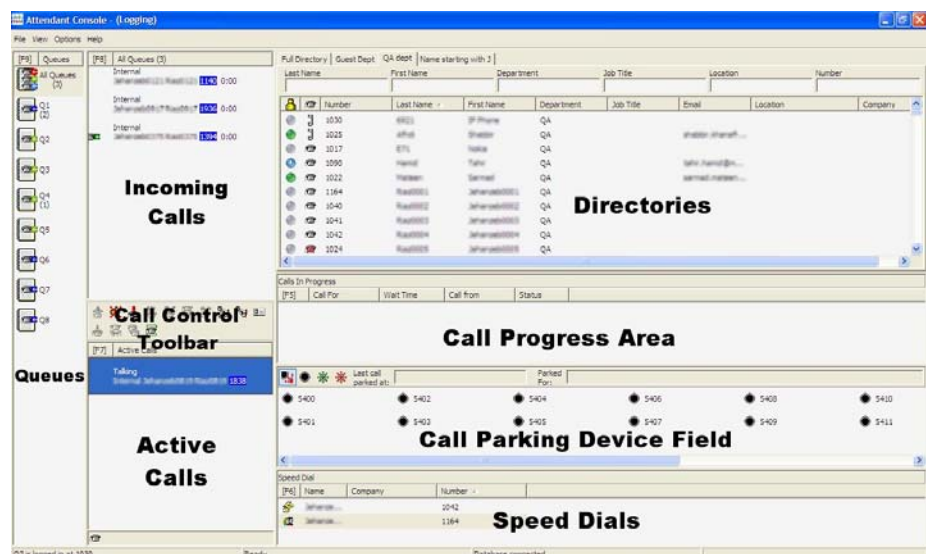 Attendant Console - (Logging)
File View Options Help
[F9] Queues
All Queues
(3)
Q1
(2)
Q2
Q3
Q4
(1)
Q5
Q6
Q7
Q8
Queues
[F8] All Queues (3)
Internal
1140 0:00
Internal
1936 0:00
Internal
1394 0:00
Incoming
Calls
Call Control
Toolbar
[F7] Active Calls
Talking
Internal 1838
Active
Calls
Full Directory Guest Dept QA dept Name starting with J
Last Name First Name Department Job Title Location Number
Number Last Name First Name Department Job Title Email Location Company
1030 QA
1025 QA
1017 QA
1090 QA
1022 QA
1164 QA
1040 QA
1041 QA
1042 QA
1024 QA
Directories
Calls In Progress
[F5] Call For Wait Time Call from Status
Call Progress Area
Last call
parked at:
Parked
For:
5400 5402 5404 5406 5408 5410
5401 5403 5405 5407 5409 5411
Call Parking Device Field
Speed Dial
[F6] Name Company Number
1042
1164
Speed Dials
Ready
Database connected